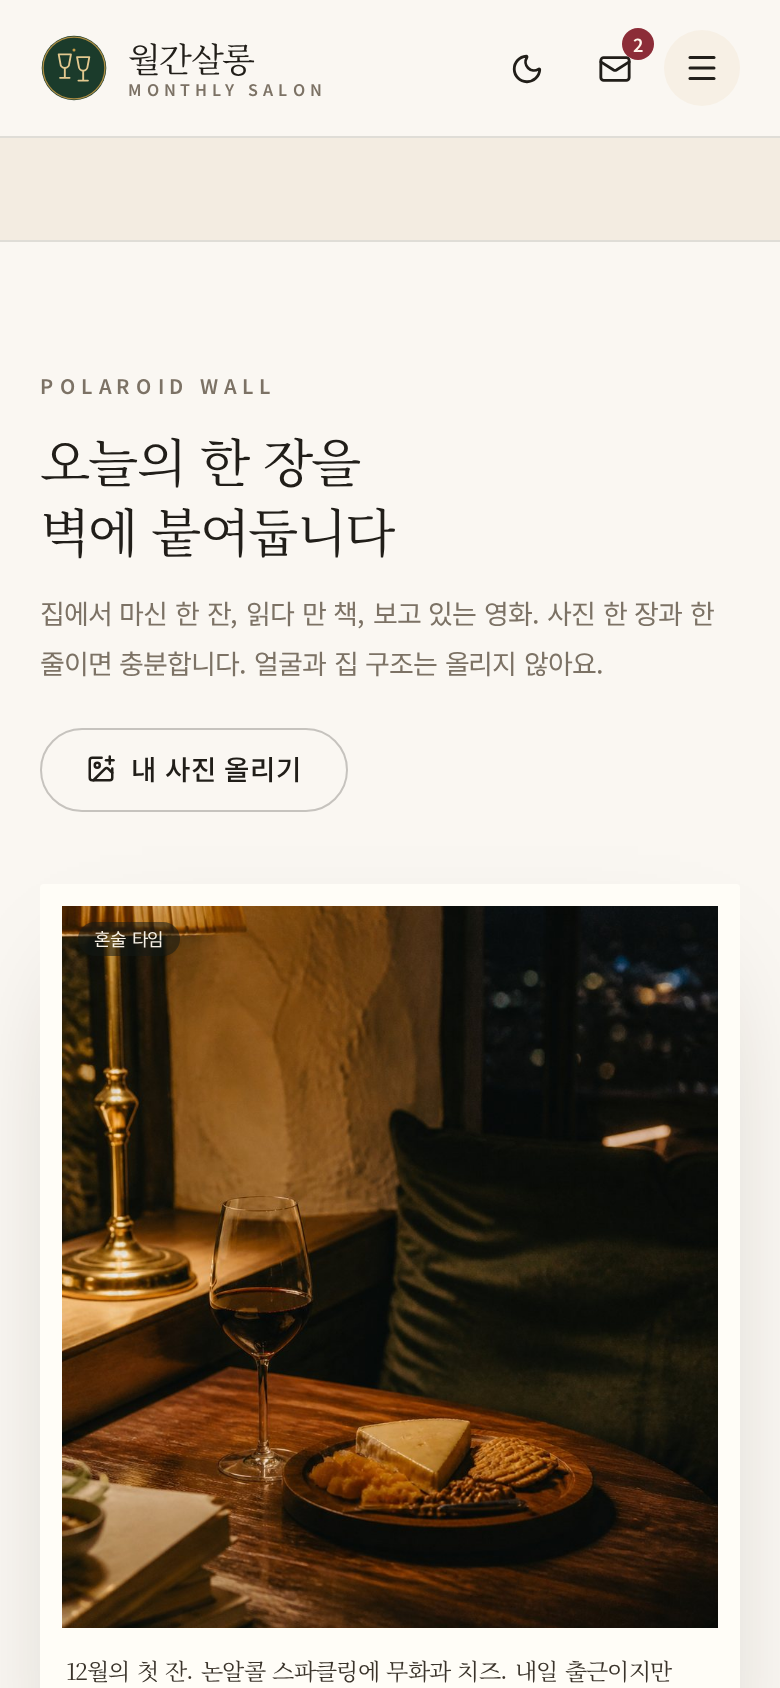 월간살롱
MONTHLY SALON
2
POLAROID WALL
오늘의 한 장을
벽에 붙여둡니다
집에서 마신 한 잔, 읽다 만 책, 보고 있는 영화. 사진 한 장과 한
줄이면 충분합니다. 얼굴과 집 구조는 올리지 않아요.
내 사진 올리기
혼술 타임
12월의 첫 잔. 논알콜 스파클링에 무화과 치즈. 내일 출근이지만